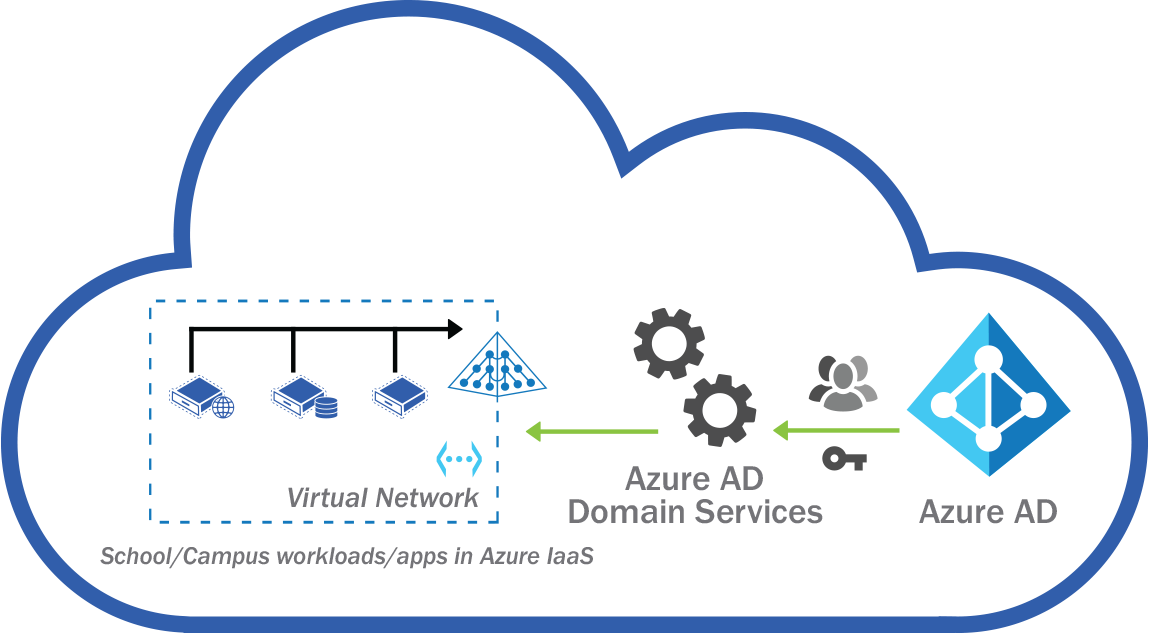 Virtual Network
School/Campus workloads/apps in Azure IaaS
Azure AD
Domain Services
Azure AD